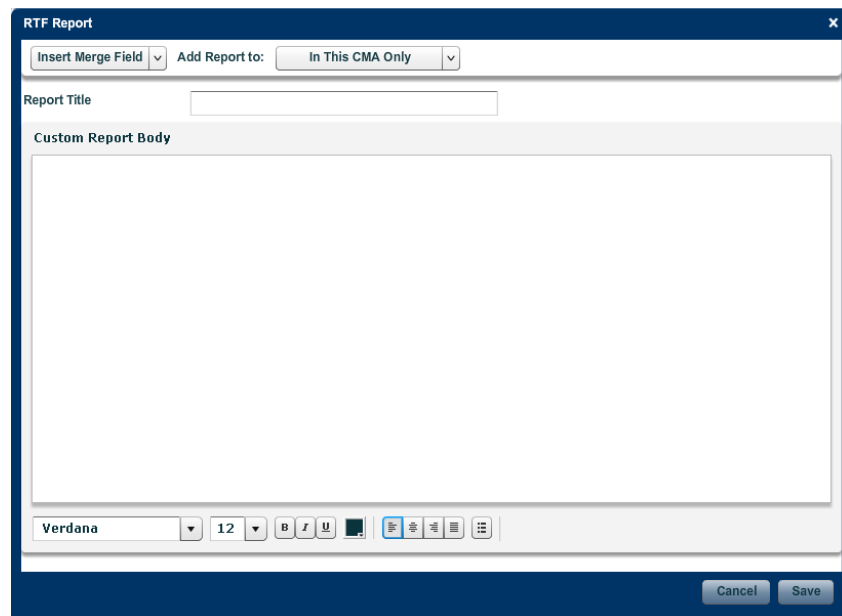 RTF Report x
Insert Merge Field Add Report to: In This CMA Only
Report Title
Custom Report Body
Verdana 12 B I U
Cancel Save